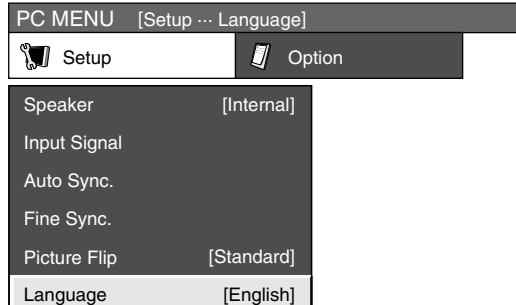 PC MENU [Setup ··· Language]
Setup Option
Speaker [Internal]
Input Signal
Auto Sync.
Fine Sync.
Picture Flip [Standard]
Language [English]